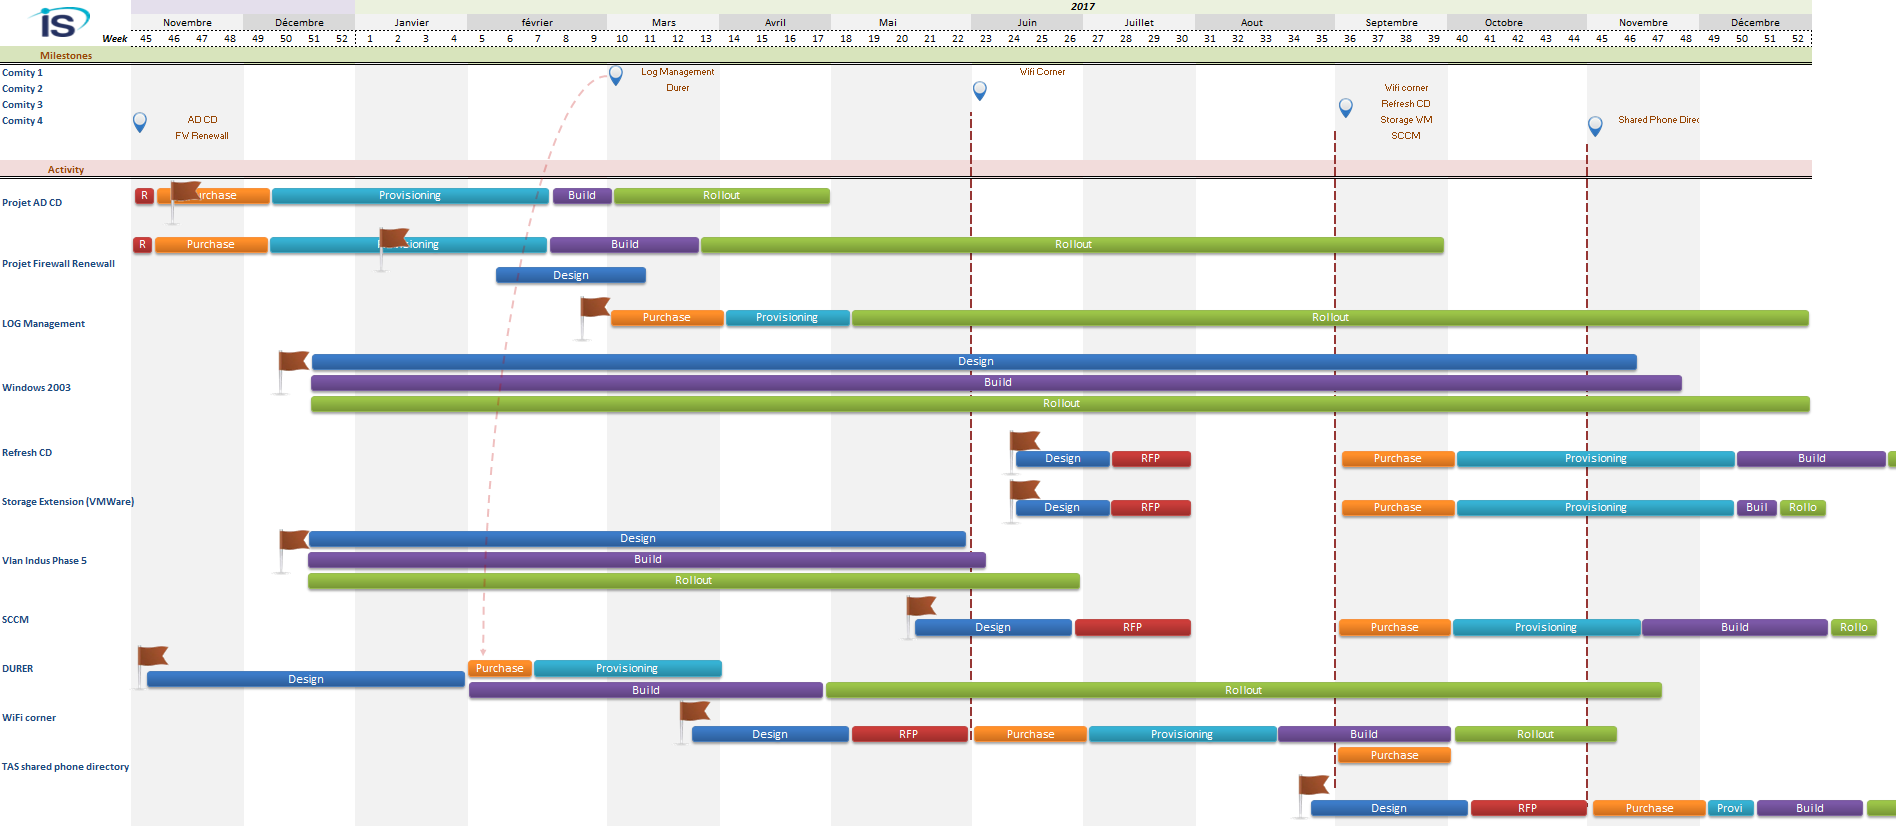 iS
2017
Novembre Décembre Janvier février Mars Avril Mai Juin Juillet Aout Septembre Octobre Novembre Décembre
Week 45 46 47 48 49 50 51 52 1 2 3 4 5 6 7 8 9 10 11 12 13 14 15 16 17 18 19 20 21 22 23 24 25 26 27 28 29 30 31 32 33 34 35 36 37 38 39 40 41 42 43 44 45 46 47 48 49 50 51 52
Milestones
Comity 1 Log Management Wifi Corner
Comity 2 Durer Wifi corner
Comity 3 Refresh CD
Comity 4 AD CD Storage WM Shared Phone Direc
FW Renewall SCCM
Activity
Projet AD CD R urchase Provisioning Build Rollout
R Purchase ioning Build Rollout
Projet Firewall Renewall
Design
LOG Management Purchase Provisioning Rollout
Design
Windows 2003 Build
Rollout
Refresh CD Design RFP Purchase Provisioning Build
Storage Extension (VMWare) Design RFP Purchase Provisioning Buil Rollo
Design
Vlan Indus Phase 5 Build
Rollout
SCCM Design RFP Purchase Provisioning Build Rollo
DURER Purchase Provisioning
Design
Build Rollout
WiFi corner
Design RFP Purchase Provisioning Build Rollout
Purchase
TAS shared phone directory
Design RFP Purchase Provi Build